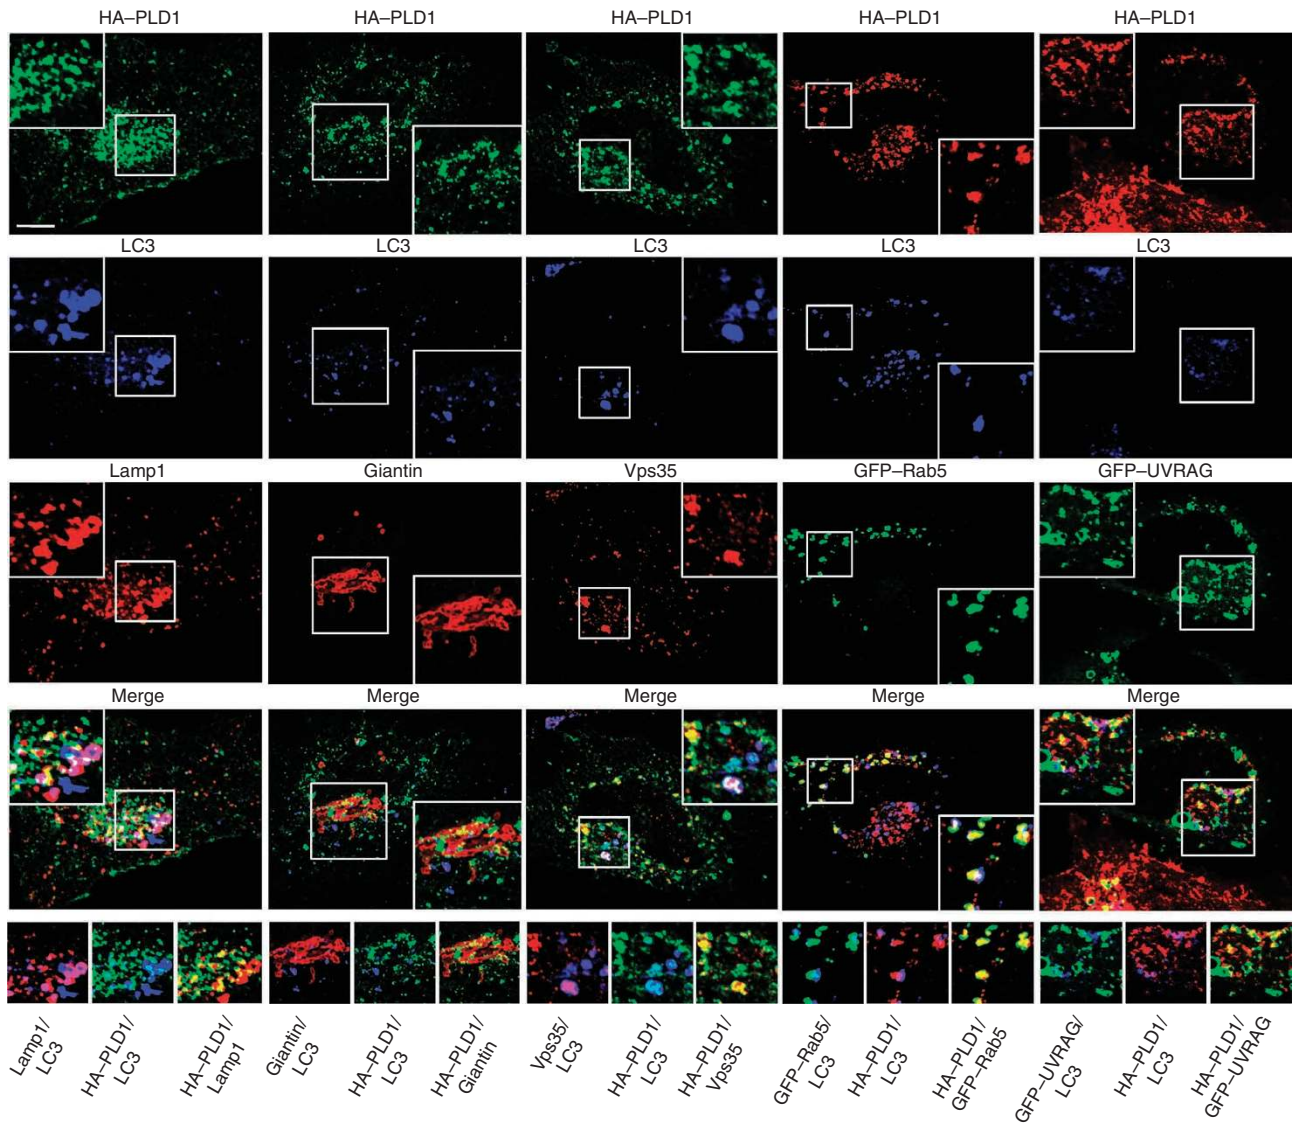 HA–PLD1 HA–PLD1 HA–PLD1 HA–PLD1 HA–PLD1
LC3 LC3 LC3 LC3 LC3
Lamp1 Giantin Vps35 GFP–Rab5 GFP–UVRAG
Merge Merge Merge Merge Merge
Lamp1/
LC3
HA–PLD1/
LC3
HA–PLD1/
Lamp1
Giantin/
LC3
HA–PLD1/
LC3
HA–PLD1/
Giantin
Vps35/
LC3
HA–PLD1/
LC3
HA–PLD1/
Vps35
GFP–Rab5/
LC3
HA–PLD1/
LC3
HA–PLD1/
GFP–Rab5
GFP–UVRAG/
LC3
HA–PLD1/
LC3
HA–PLD1/
GFP–UVRAG